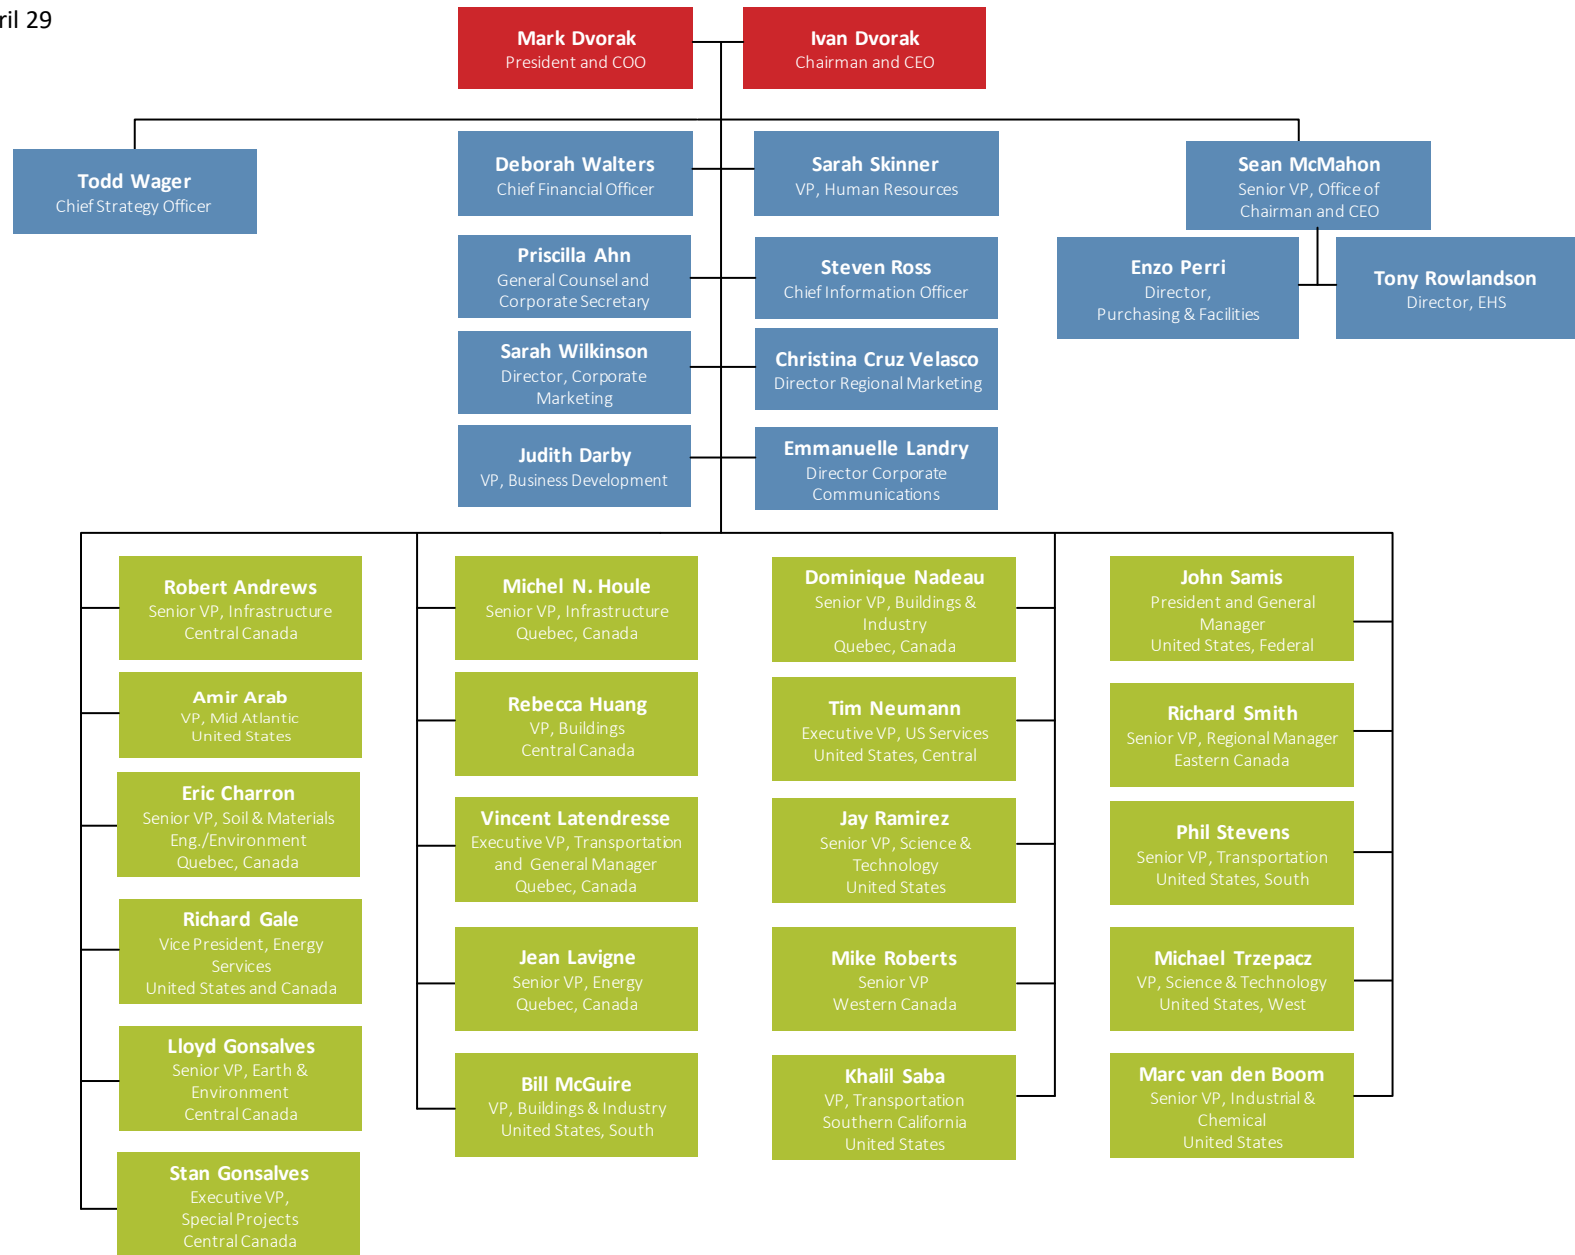 ril 29
Mark Dvorak
President and COO
Ivan Dvorak
Chairman and CEO
Todd Wager
Chief Strategy Officer
Deborah Walters
Chief Financial Officer
Sarah Skinner
VP, Human Resources
Sean McMahon
Senior VP, Office of
Chairman and CEO
Priscilla Ahn
General Counsel and
Corporate Secretary
Steven Ross
Chief Information Officer
Enzo Perri
Director,
Purchasing & Facilities
Tony Rowlandson
Director, EHS
Sarah Wilkinson
Director, Corporate
Marketing
Christina Cruz Velasco
Director Regional Marketing
Judith Darby
VP, Business Development
Emmanuelle Landry
Director Corporate
Communications
Robert Andrews
Senior VP, Infrastructure
Central Canada
Amir Arab
VP, Mid Atlantic
United States
Eric Charron
Senior VP, Soil & Materials
Eng./Environment
Quebec, Canada
Richard Gale
Vice President, Energy
Services
United States and Canada
Lloyd Gonsalves
Senior VP, Earth &
Environment
Central Canada
Stan Gonsalves
Executive VP,
Special Projects
Central Canada
Michel N. Houle
Senior VP, Infrastructure
Quebec, Canada
Rebecca Huang
VP, Buildings
Central Canada
Vincent Latendresse
Executive VP, Transportation
and General Manager
Quebec, Canada
Jean Lavigne
Senior VP, Energy
Quebec, Canada
Bill McGuire
VP, Buildings & Industry
United States, South
Dominique Nadeau
Senior VP, Buildings &
Industry
Quebec, Canada
Tim Neumann
Executive VP, US Services
United States, Central
Jay Ramirez
Senior VP, Science &
Technology
United States
Mike Roberts
Senior VP
Western Canada
Khalil Saba
VP, Transportation
Southern California
United States
John Samis
President and General
Manager
United States, Federal
Richard Smith
Senior VP, Regional Manager
Eastern Canada
Phil Stevens
Senior VP, Transportation
United States, South
Michael Trzepacz
VP, Science & Technology
United States, West
Marc van den Boom
Senior VP, Industrial &
Chemical
United States